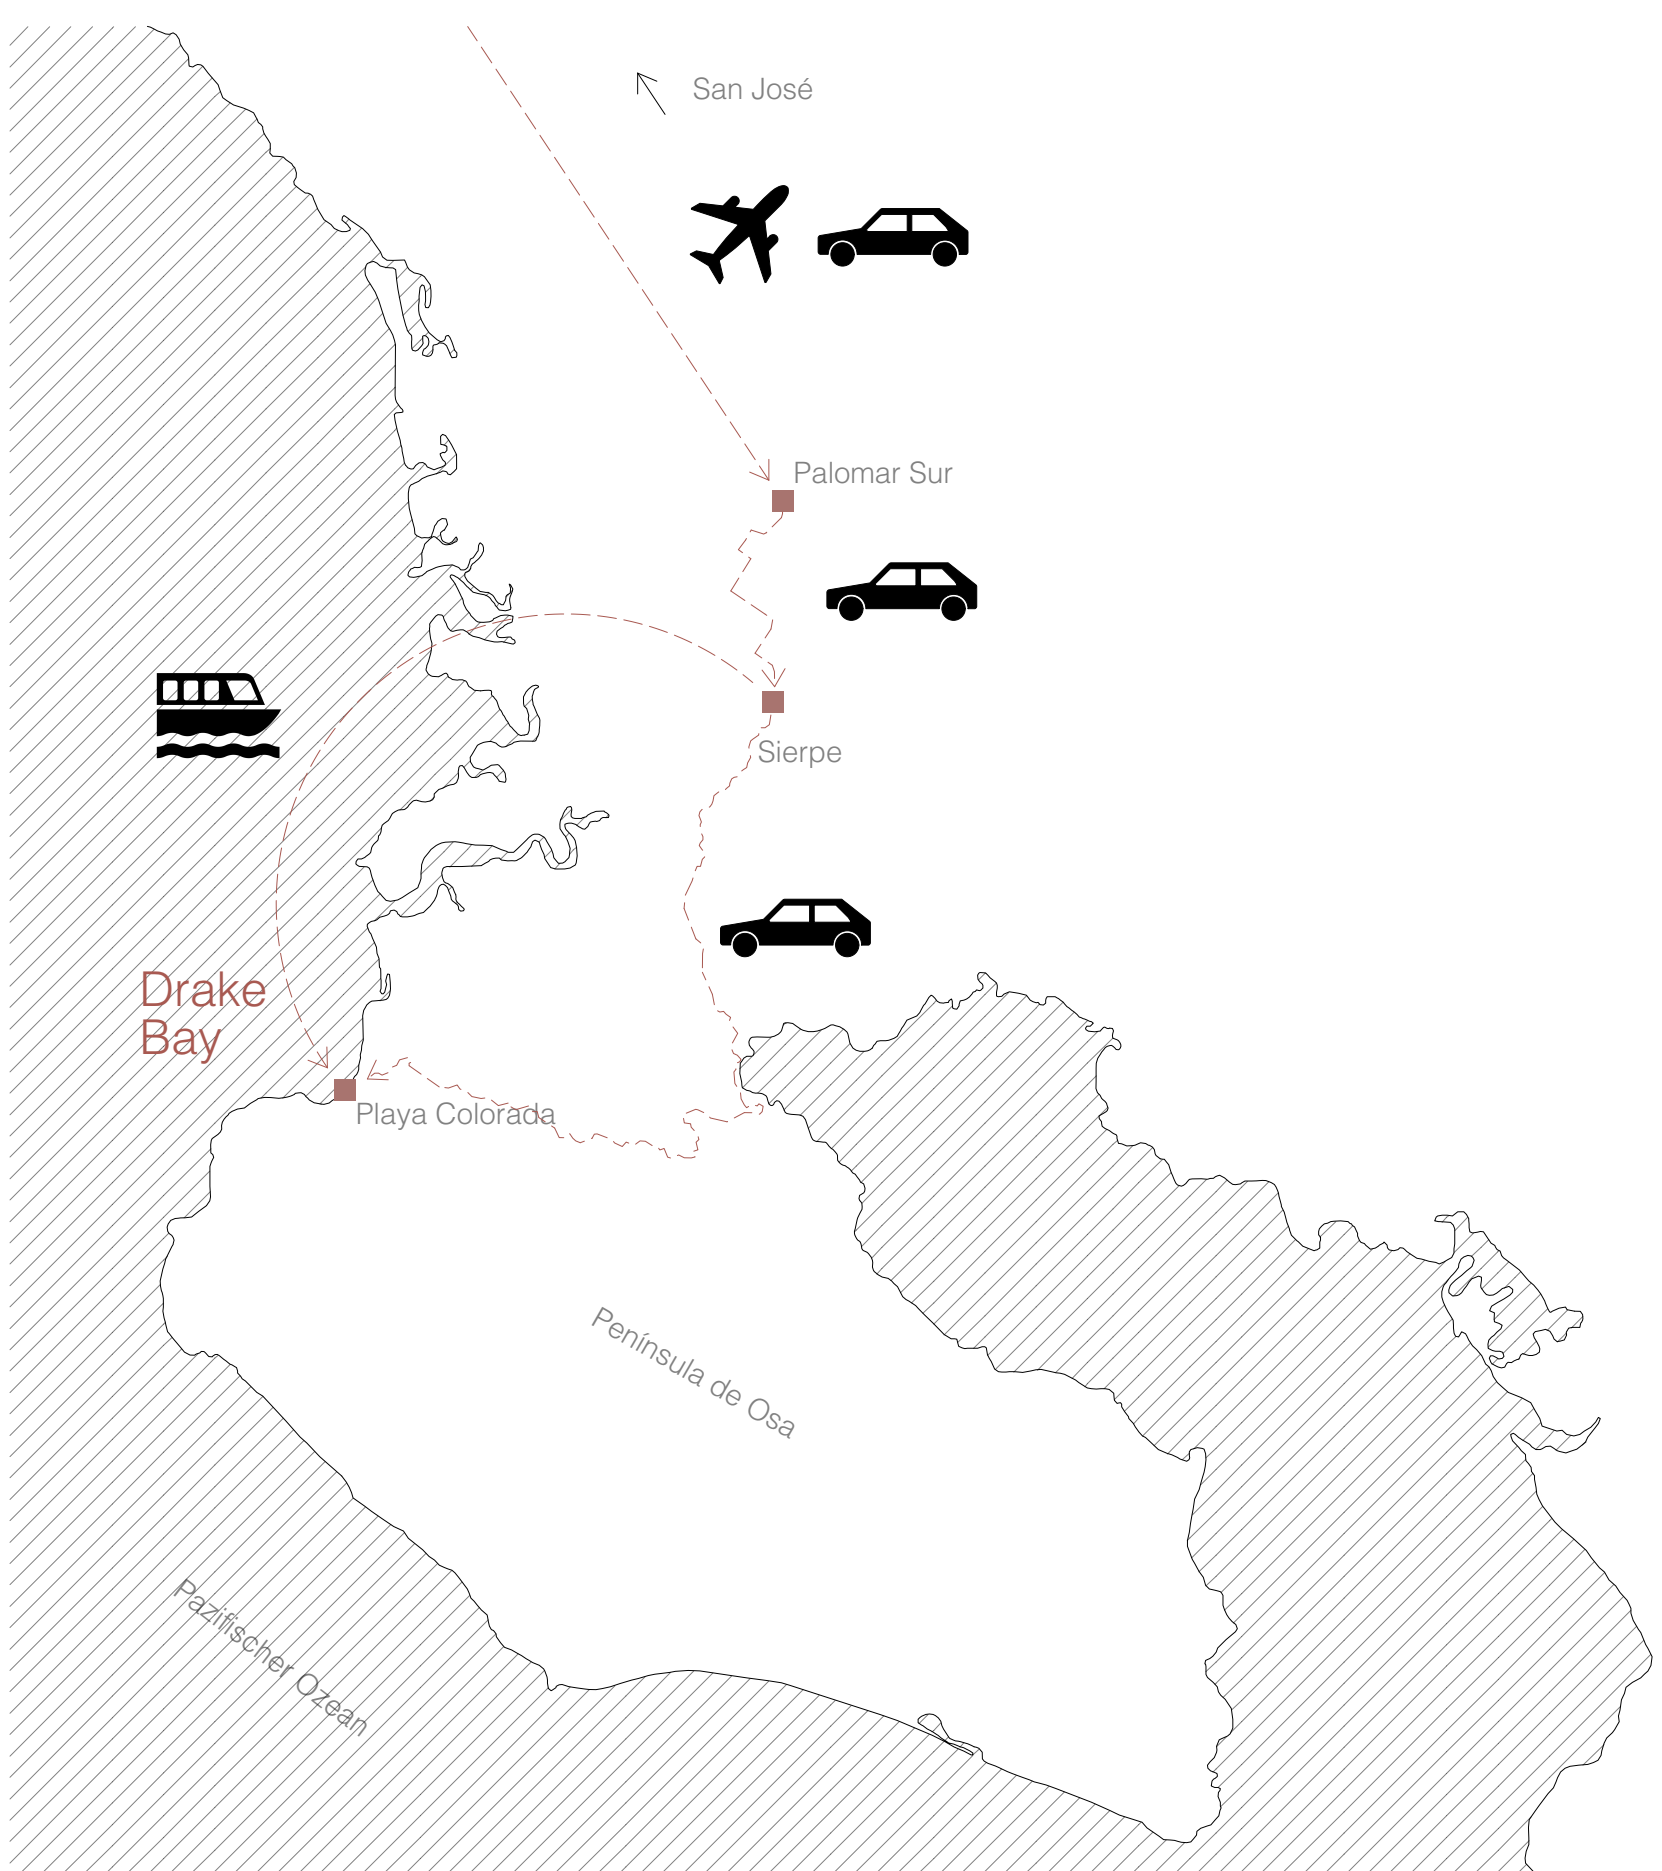 San José
Palomar Sur
Sierpe
Drake
Bay
Playa Colorada
Península de Osa
Pazifischer Ozean